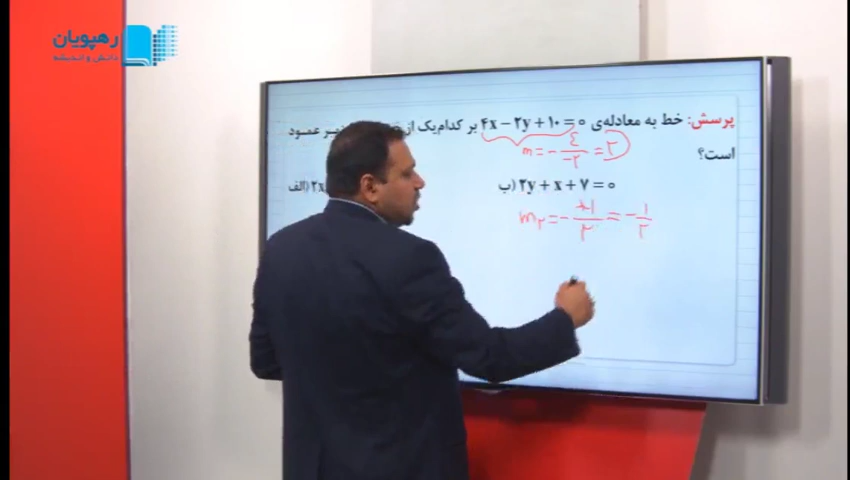 رهپویان
دانش و اندیشه
پرسش: خط به معادله‌ی ۴x − ۲y + ۱۰ = ۰ بر کدام‌یک از عمود
است؟
m = − ۴/−۲ = ۲
الف) ۲x
ب) ۲y + x + ۷ = ۰
m۲ = − +۱/۲ = − ۱/۲